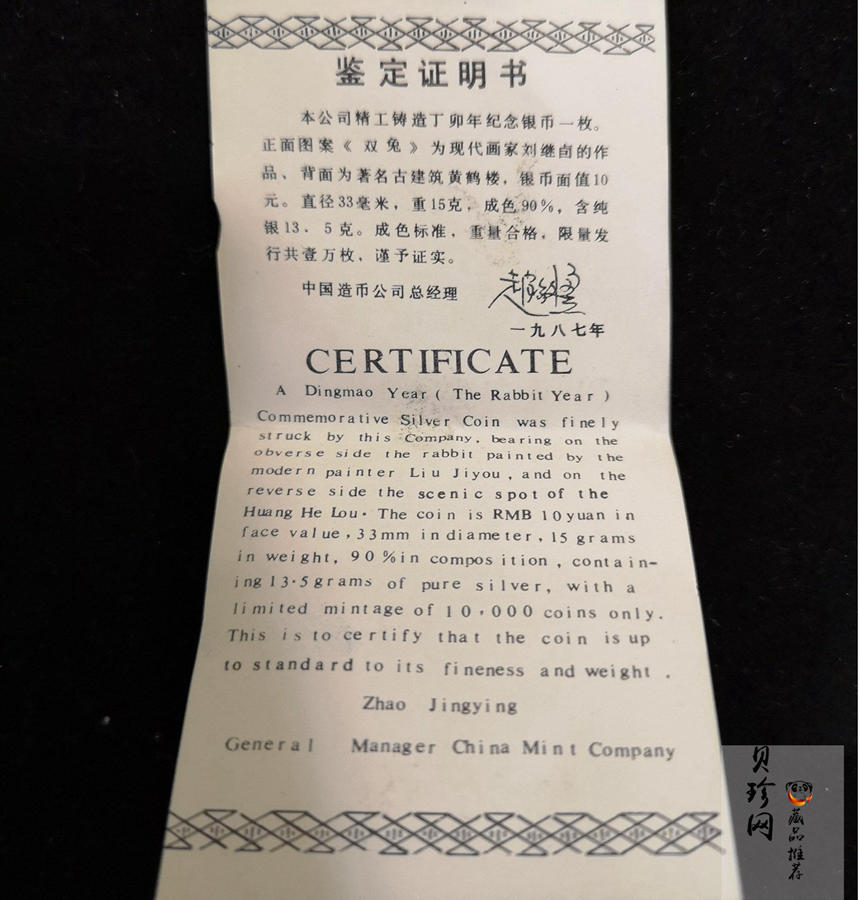 鉴定证明书
本公司精工铸造丁卯年纪念银币一枚。
正面图案《双兔》为现代画家刘继卣的作
品、背面为著名古建筑黄鹤楼，银币面值10
元。直径33毫米，重15克，成色90%，含纯
银13．5克。成色标准，重量合格，限量发
行共壹万枚，谨予证实。
中国造币公司总经理
一九八七年
CERTIFICATE
A Dingmao Year ( The Rabbit Year )
Commemorative Silver Coin was finely
struck by this Company, bearing on the
obverse side the rabbit painted by the
modern painter Liu Jiyou, and on the
reverse side the scenic spot of the
Huang He Lou· The coin is RMB 10 yuan in
face value, 33mm in diameter, 15 grams
in weight, 90% in composition, contain-
ing 13·5 grams of pure silver, with a
limited mintage of 10,000 coins only.
This is to certify that the coin is up
to standard to its fineness and weight .
Zhao Jingying
General Manager China Mint Company
贝珍网
藏品推荐